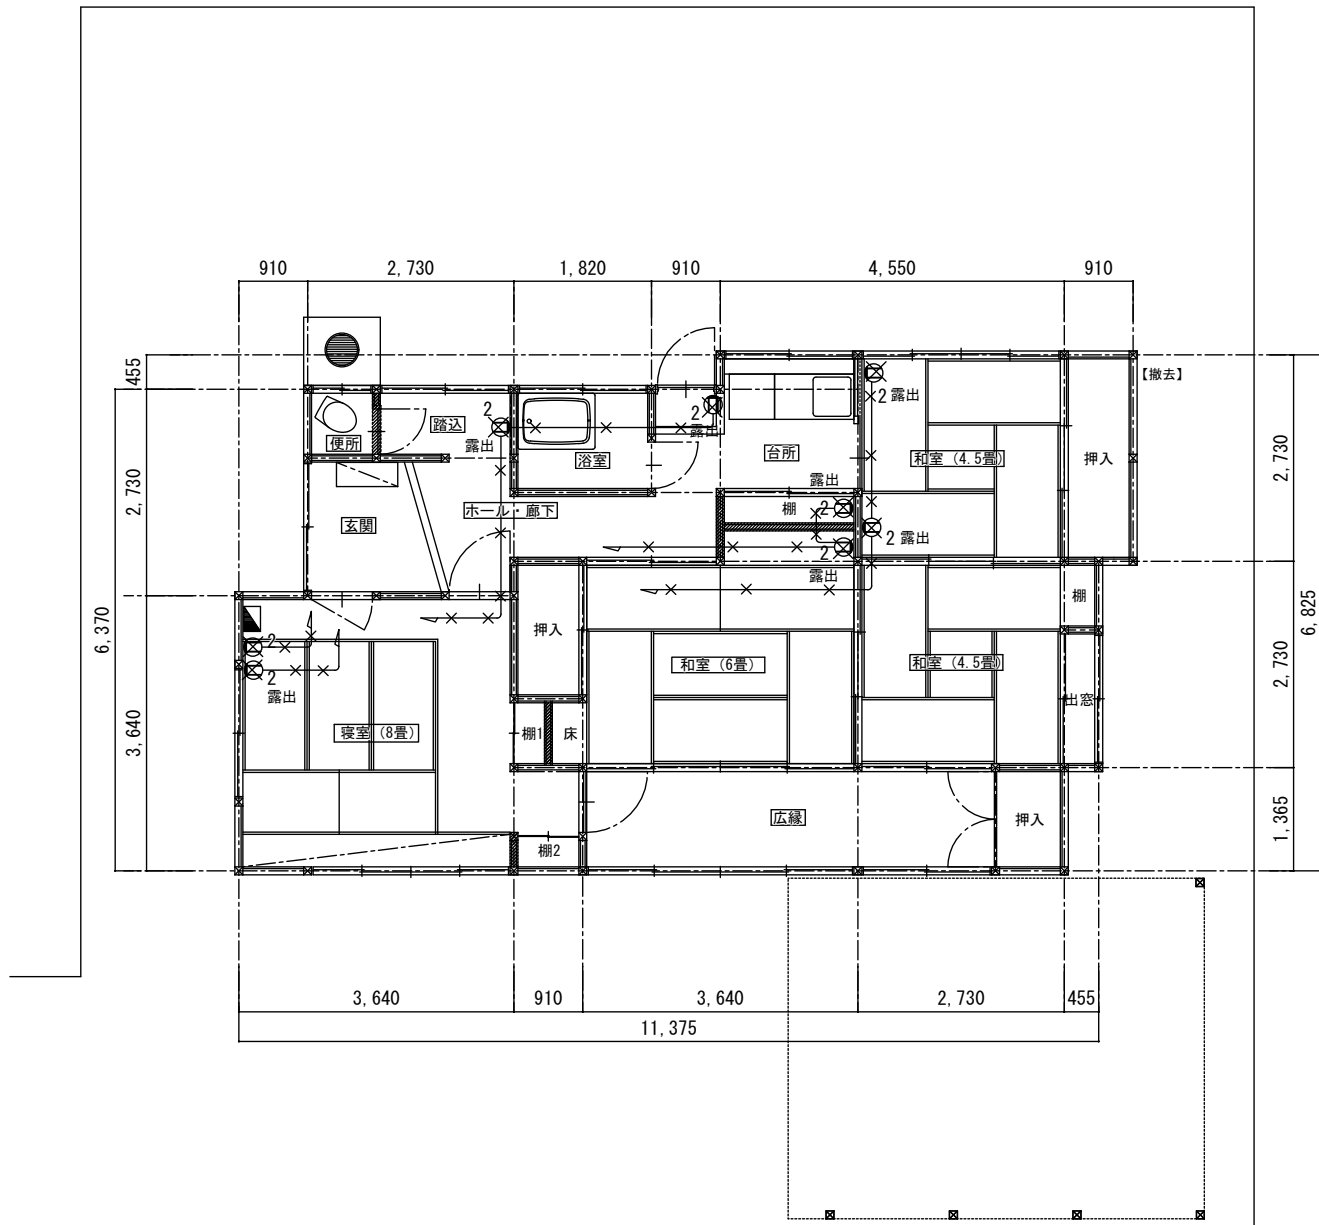 910
2,730
1,820
910
4,550
910
455
2,730
6,370
3,640
【撤去】
2,730
2,730
6,825
1,365
便所
踏込
2
露出
浴室
2
露出
台所
露出
2 露出
和室（4.5畳）
押入
玄関
ホール・廊下
棚
2
2
露出
2 露出
棚
押入
2
2
露出
寝室（8畳）
和室（6畳）
和室（4.5畳）
出窓
棚1
床
広縁
押入
棚2
3,640
910
3,640
2,730
455
11,375